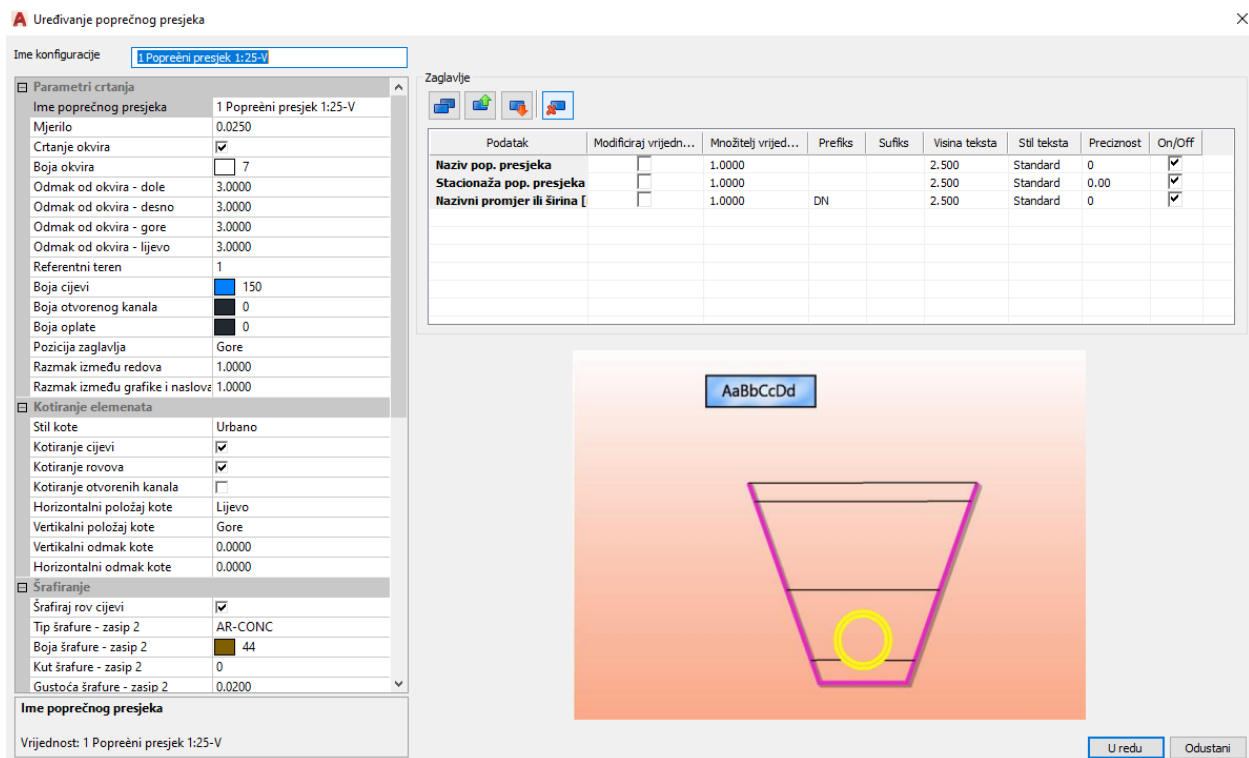 Uređivanje poprečnog presjeka
Ime konfiguracije
1 Poprečni presjek 1:25-V
Parametri crtanja
Ime poprečnog presjeka 1 Popreèni presjek 1:25-V
Mjerilo 0.0250
Crtanje okvira
Boja okvira 7
Odmak od okvira - dole 3.0000
Odmak od okvira - desno 3.0000
Odmak od okvira - gore 3.0000
Odmak od okvira - lijevo 3.0000
Referentni teren 1
Boja cijevi 150
Boja otvorenog kanala 0
Boja oplate 0
Pozicija zaglavlja Gore
Razmak između redova 1.0000
Razmak između grafike i naslova 1.0000
Kotiranje elemenata
Stil kote Urbano
Kotiranje cijevi
Kotiranje rovova
Kotiranje otvorenih kanala
Horizontalni položaj kote Lijevo
Vertikalni položaj kote Gore
Vertikalni odmak kote 0.0000
Horizontalni odmak kote 0.0000
Šrafiranje
Šrafiraj rov cijevi
Tip šrafure - zasip 2 AR-CONC
Boja šrafure - zasip 2 44
Kut šrafure - zasip 2 0
Gustoća šrafure - zasip 2 0.0200
Ime poprečnog presjeka
Vrijednost: 1 Popreèni presjek 1:25-V
Zaglavlje
Podatak Modificiraj vrijedn... Množitelj vrijed... Prefiks Sufiks Visina teksta Stil teksta Preciznost On/Off
Naziv pop. presjeka 1.0000 2.500 Standard 0
Stacionaža pop. presjeka 1.0000 2.500 Standard 0.00
Nazivni promjer ili širina [ 1.0000 DN 2.500 Standard 0
AaBbCcDd
U redu Odustani